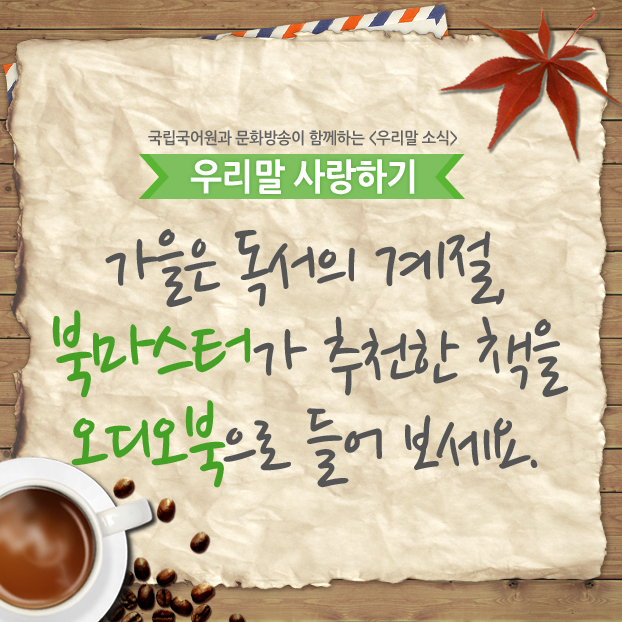 국립국어원과 문화방송이 함께하는 <우리말 소식>
우리말 사랑하기
가을은 독서의 계절,
북마스터가 추천한 책을
오디오북으로 들어 보세요.